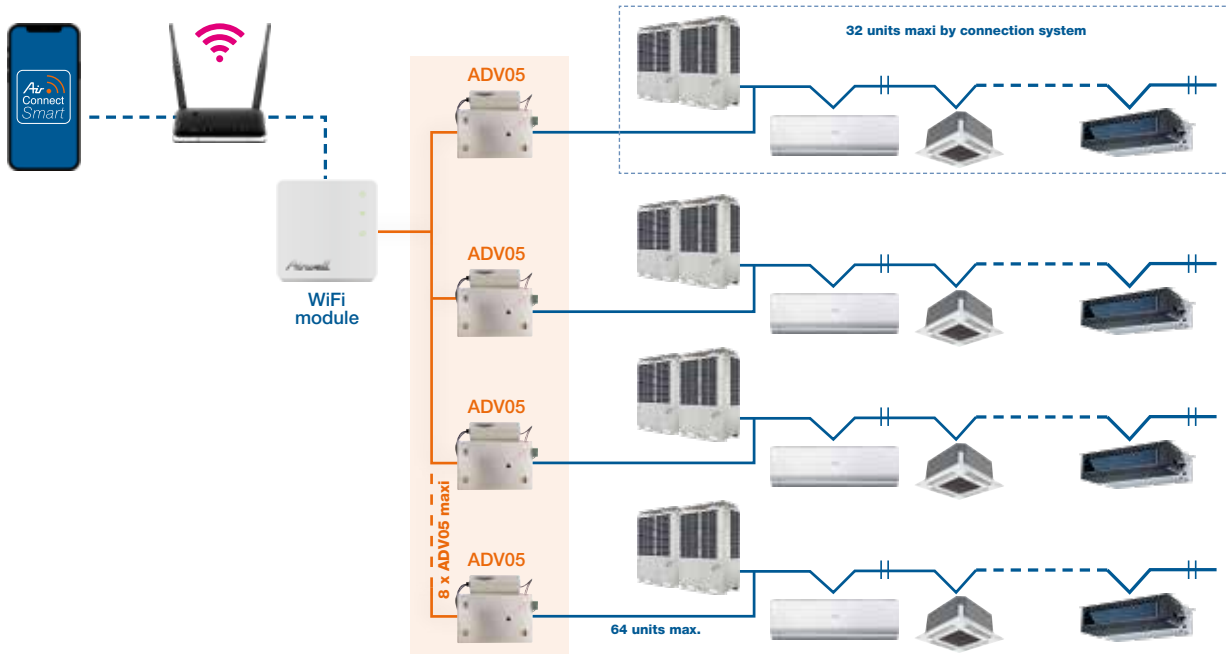 Air
Connect
Smart
Airwell
WiFi
module
ADV05
32 units maxi by connection system
ADV05
ADV05
8 x ADV05 maxi
ADV05
64 units max.